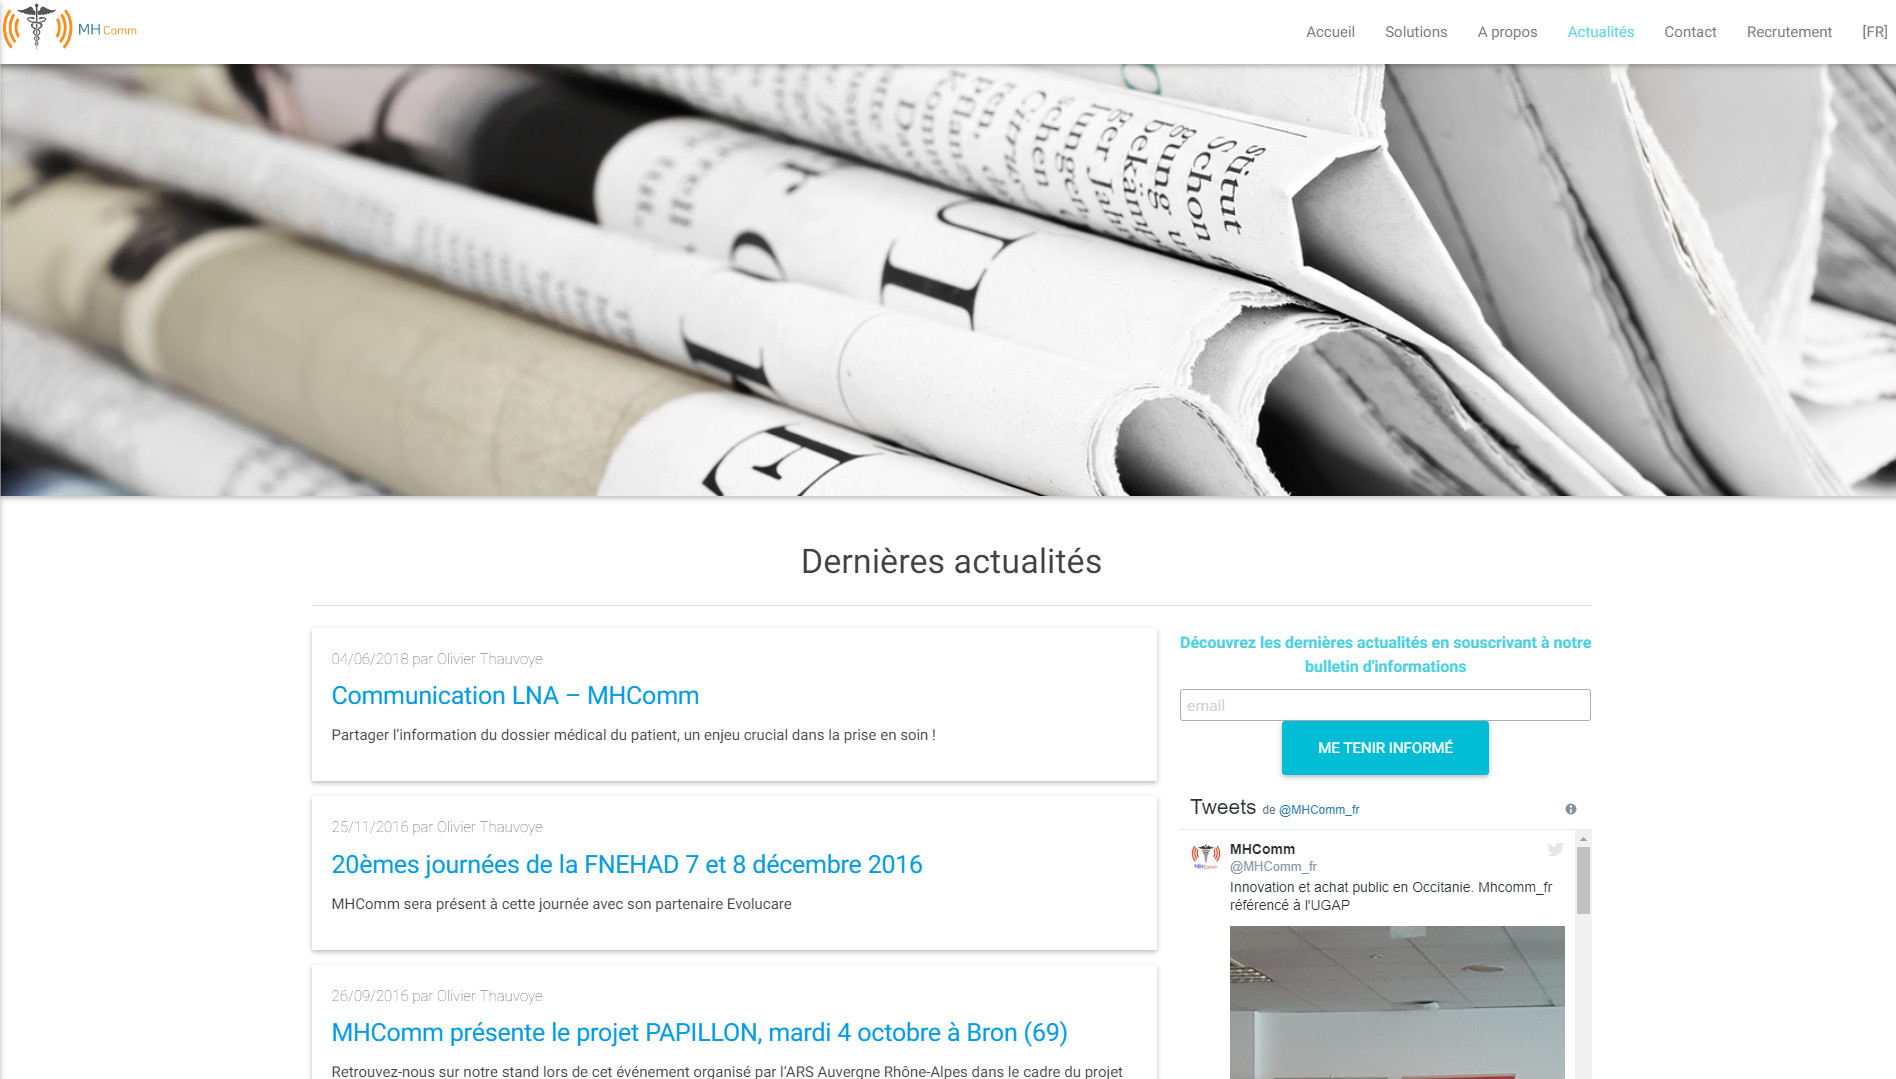 MH Comm
Accueil
Solutions
A propos
Actualités
Contact
Recrutement
[FR]
stitut
Schon
gung
bekannt
Dernières actualités
04/06/2018 par Olivier Thauvoye
Communication LNA – MHComm
Partager l’information du dossier médical du patient, un enjeu crucial dans la prise en soin !
25/11/2016 par Olivier Thauvoye
20èmes journées de la FNEHAD 7 et 8 décembre 2016
MHComm sera présent à cette journée avec son partenaire Evolucare
26/09/2016 par Olivier Thauvoye
MHComm présente le projet PAPILLON, mardi 4 octobre à Bron (69)
Retrouvez-nous sur notre stand lors de cet événement organisé par l’ARS Auvergne Rhône-Alpes dans le cadre du projet
Découvrez les dernières actualités en souscrivant à notre
bulletin d'informations
email
ME TENIR INFORMÉ
Tweets de @MHComm_fr
MHComm
@MHComm_fr
Innovation et achat public en Occitanie. Mhcomm_fr
référencé à l'UGAP